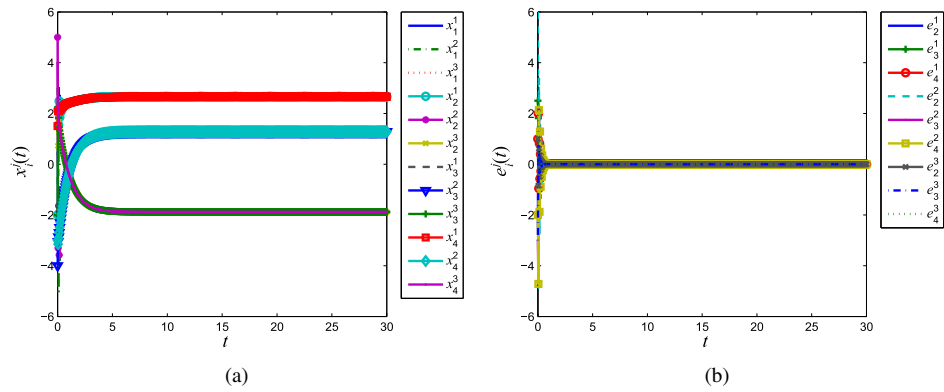 6
4
2
0
−2
−4
−6
0 5 10 15 20 25 30
t
x_i^j(t)
x_1^1
x_1^2
x_1^3
x_2^1
x_2^2
x_2^3
x_3^1
x_3^2
x_3^3
x_4^1
x_4^2
x_4^3
(a)
6
4
2
0
−2
−4
−6
0 5 10 15 20 25 30
t
e_i^j(t)
e_2^1
e_3^1
e_4^1
e_2^2
e_3^2
e_4^2
e_2^3
e_3^3
e_4^3
(b)